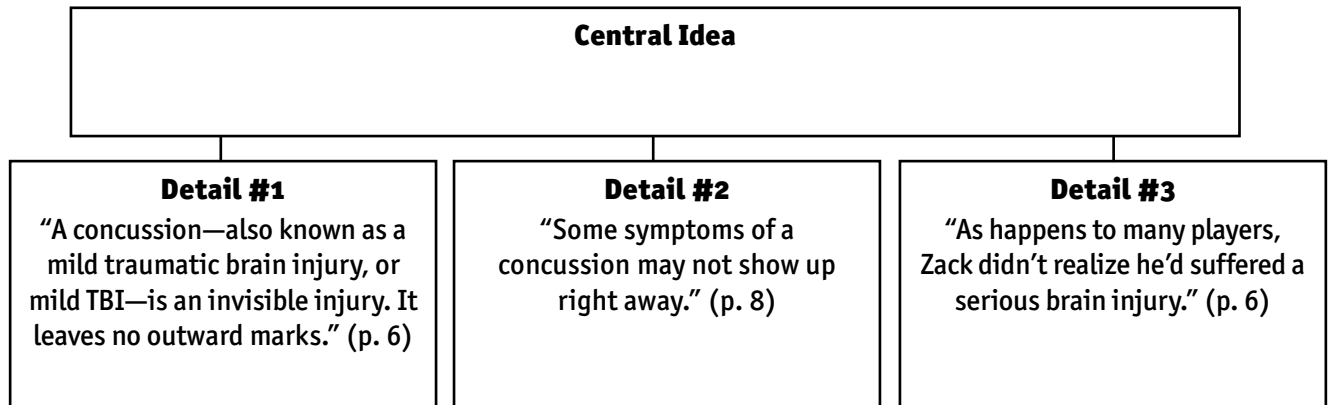 Central Idea
Detail #1
“A concussion—also known as a
mild traumatic brain injury, or
mild TBI—is an invisible injury. It
leaves no outward marks.” (p. 6)
Detail #2
“Some symptoms of a
concussion may not show up
right away.” (p. 8)
Detail #3
“As happens to many players,
Zack didn’t realize he’d suffered a
serious brain injury.” (p. 6)